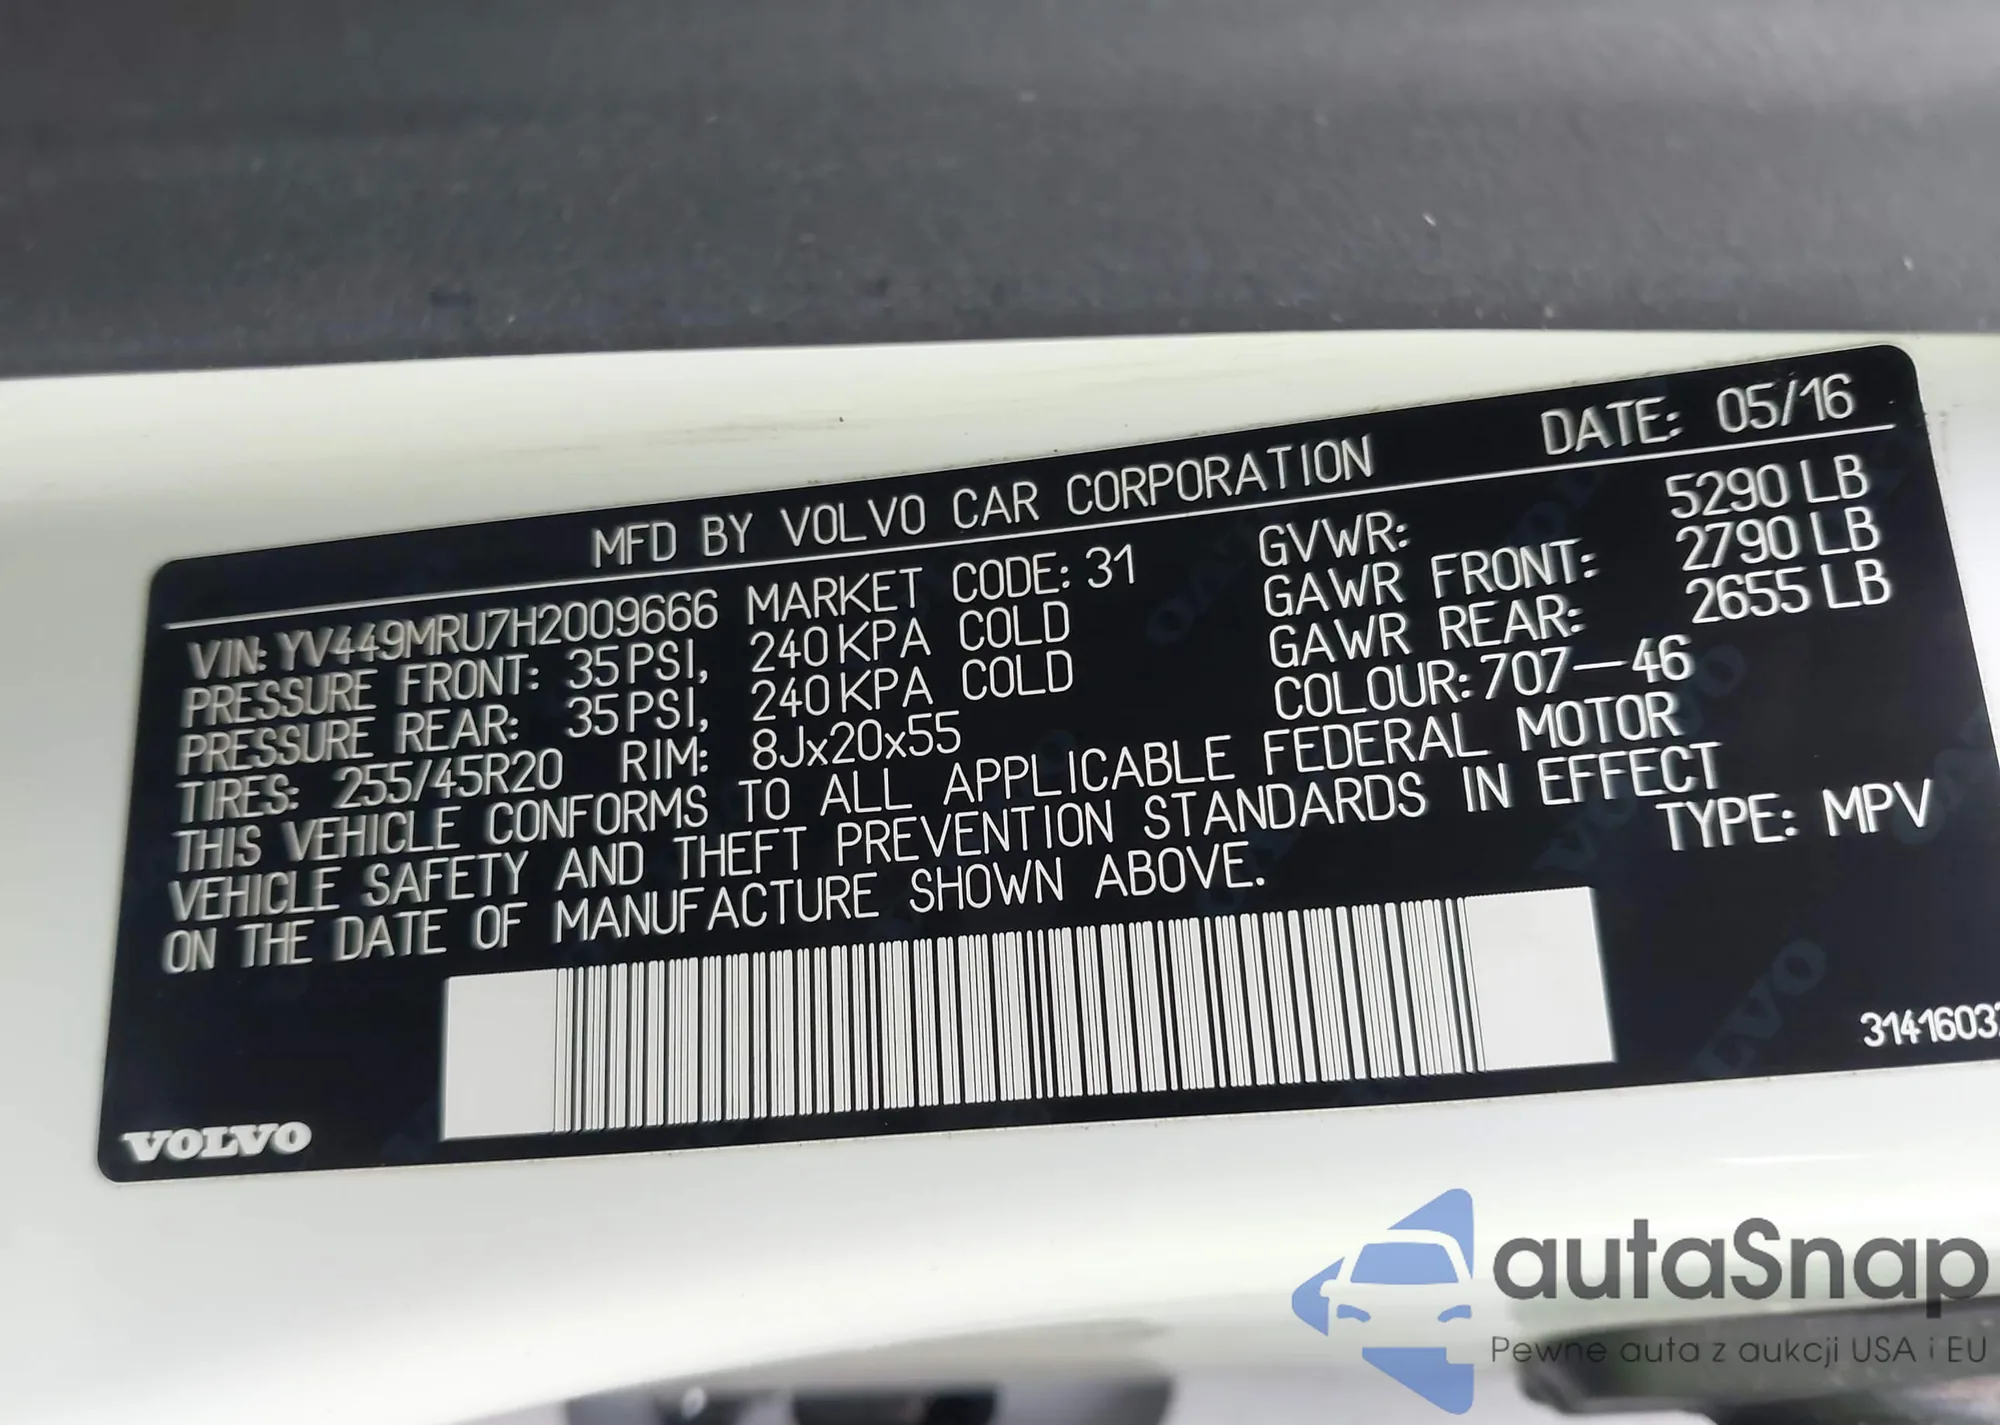 MFD BY VOLVO CAR CORPORATION DATE: 05/16
VIN: YV449MRU7H2009666 MARKET CODE: 31 GVWR: 5290 LB
PRESSURE FRONT: 35 PSI, 240 KPA COLD GAWR FRONT: 2790 LB
PRESSURE REAR: 35 PSI, 240 KPA COLD GAWR REAR: 2655 LB
TIRES: 255/45R20 RIM: 8Jx20x55 COLOUR: 707-46
THIS VEHICLE CONFORMS TO ALL APPLICABLE FEDERAL MOTOR
VEHICLE SAFETY AND THEFT PREVENTION STANDARDS IN EFFECT
ON THE DATE OF MANUFACTURE SHOWN ABOVE. TYPE: MPV
VOLVO
autaSnap
Pewne auta z aukcji USA i EU